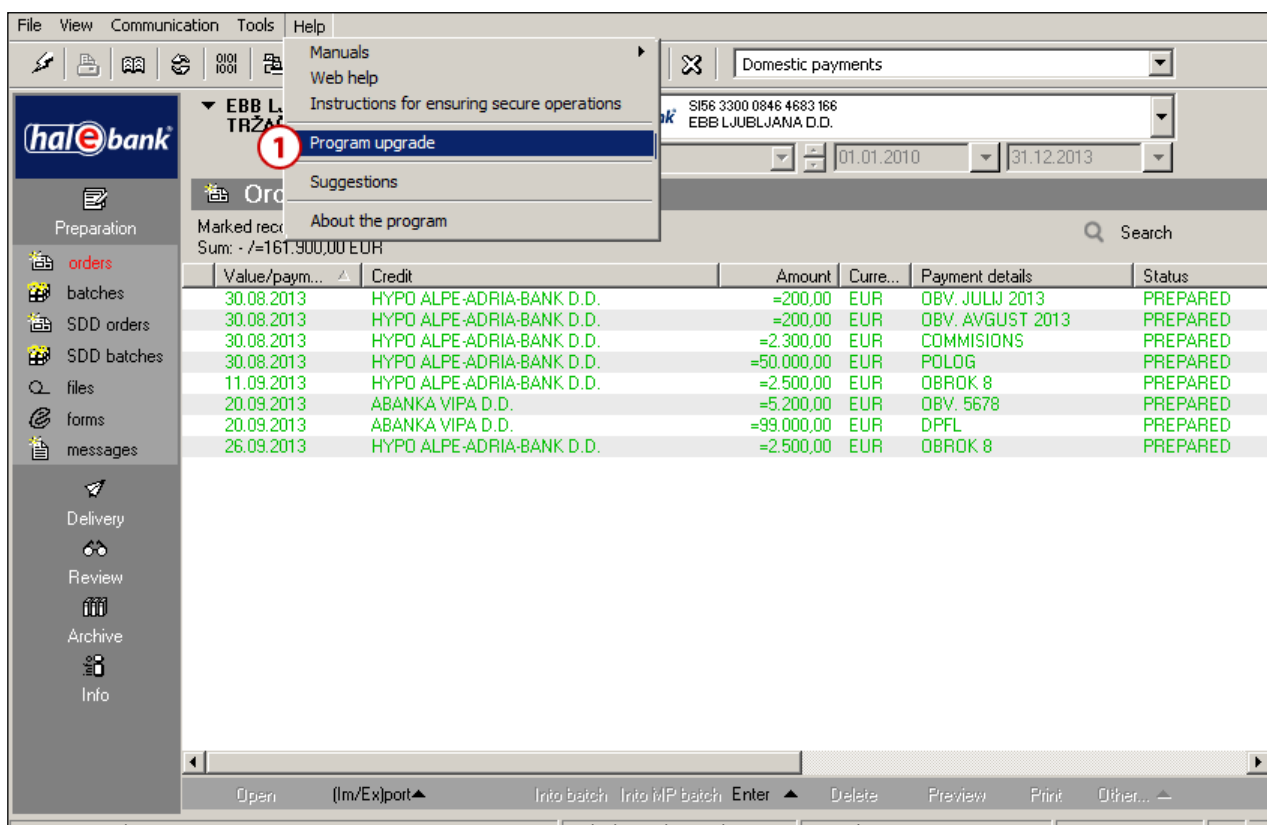 File View Communication Tools Help
Manuals
Web help
Instructions for ensuring secure operations
Program upgrade
Suggestions
About the program
1
Domestic payments
halebank
EBB L
SI56 3300 0846 4683 166
EBB LJUBLJANA D.D.
01.01.2010 31.12.2013
Preparation
orders
batches
SDD orders
SDD batches
files
forms
messages
Delivery
Review
Archive
Info
Marked
Sum: - /=161.900,00 EUR
Search
Value/paym... Credit Amount Curre... Payment details Status
30.08.2013 HYPO ALPE-ADRIA-BANK D.D. =200,00 EUR OBV. JULIJ 2013 PREPARED
30.08.2013 HYPO ALPE-ADRIA-BANK D.D. =200,00 EUR OBV. AVGUST 2013 PREPARED
30.08.2013 HYPO ALPE-ADRIA-BANK D.D. =2.300,00 EUR COMMISIONS PREPARED
30.08.2013 HYPO ALPE-ADRIA-BANK D.D. =50.000,00 EUR POLOG PREPARED
11.09.2013 HYPO ALPE-ADRIA-BANK D.D. =2.500,00 EUR OBROK 8 PREPARED
20.09.2013 ABANKA VIPA D.D. =5.200,00 EUR OBV. 5678 PREPARED
20.09.2013 ABANKA VIPA D.D. =99.000,00 EUR DPFL PREPARED
26.09.2013 HYPO ALPE-ADRIA-BANK D.D. =2.500,00 EUR OBROK 8 PREPARED
Open (Im/Ex)port Into batch Into MP batch Enter Delete Preview Print Other...